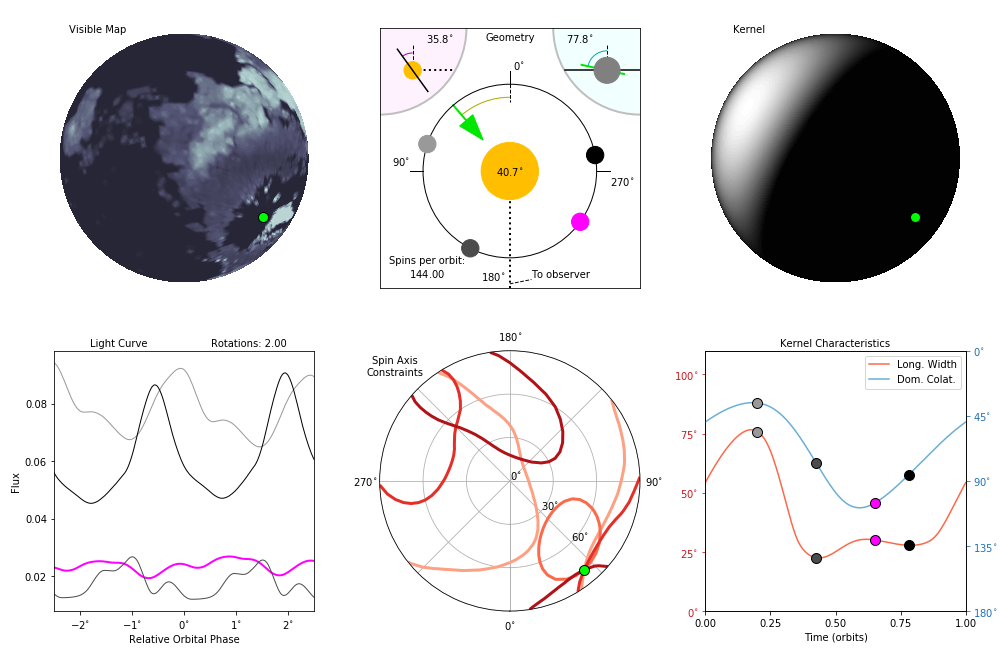 Visible Map
Geometry
Kernel
35.8°
77.8°
0°
90°
40.7°
270°
Spins per orbit:
144.00
180°
To observer
Light Curve
Rotations: 2.00
Flux
0.08
0.06
0.04
0.02
−2° −1° 0° 1° 2°
Relative Orbital Phase
Spin Axis
Constraints
180°
270°
90°
0°
30°
60°
0°
Kernel Characteristics
Long. Width
Dom. Colat.
100°
75°
50°
25°
0°
0°
45°
90°
135°
180°
0.00 0.25 0.50 0.75 1.00
Time (orbits)